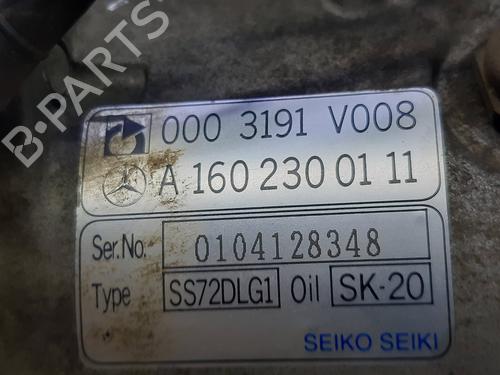 000 3191 V008
A 160 230 01 11
Ser.No. 0104128348
Type SS72DLG1 Oil SK-20
SEIKO SEIKI
B-PARTS